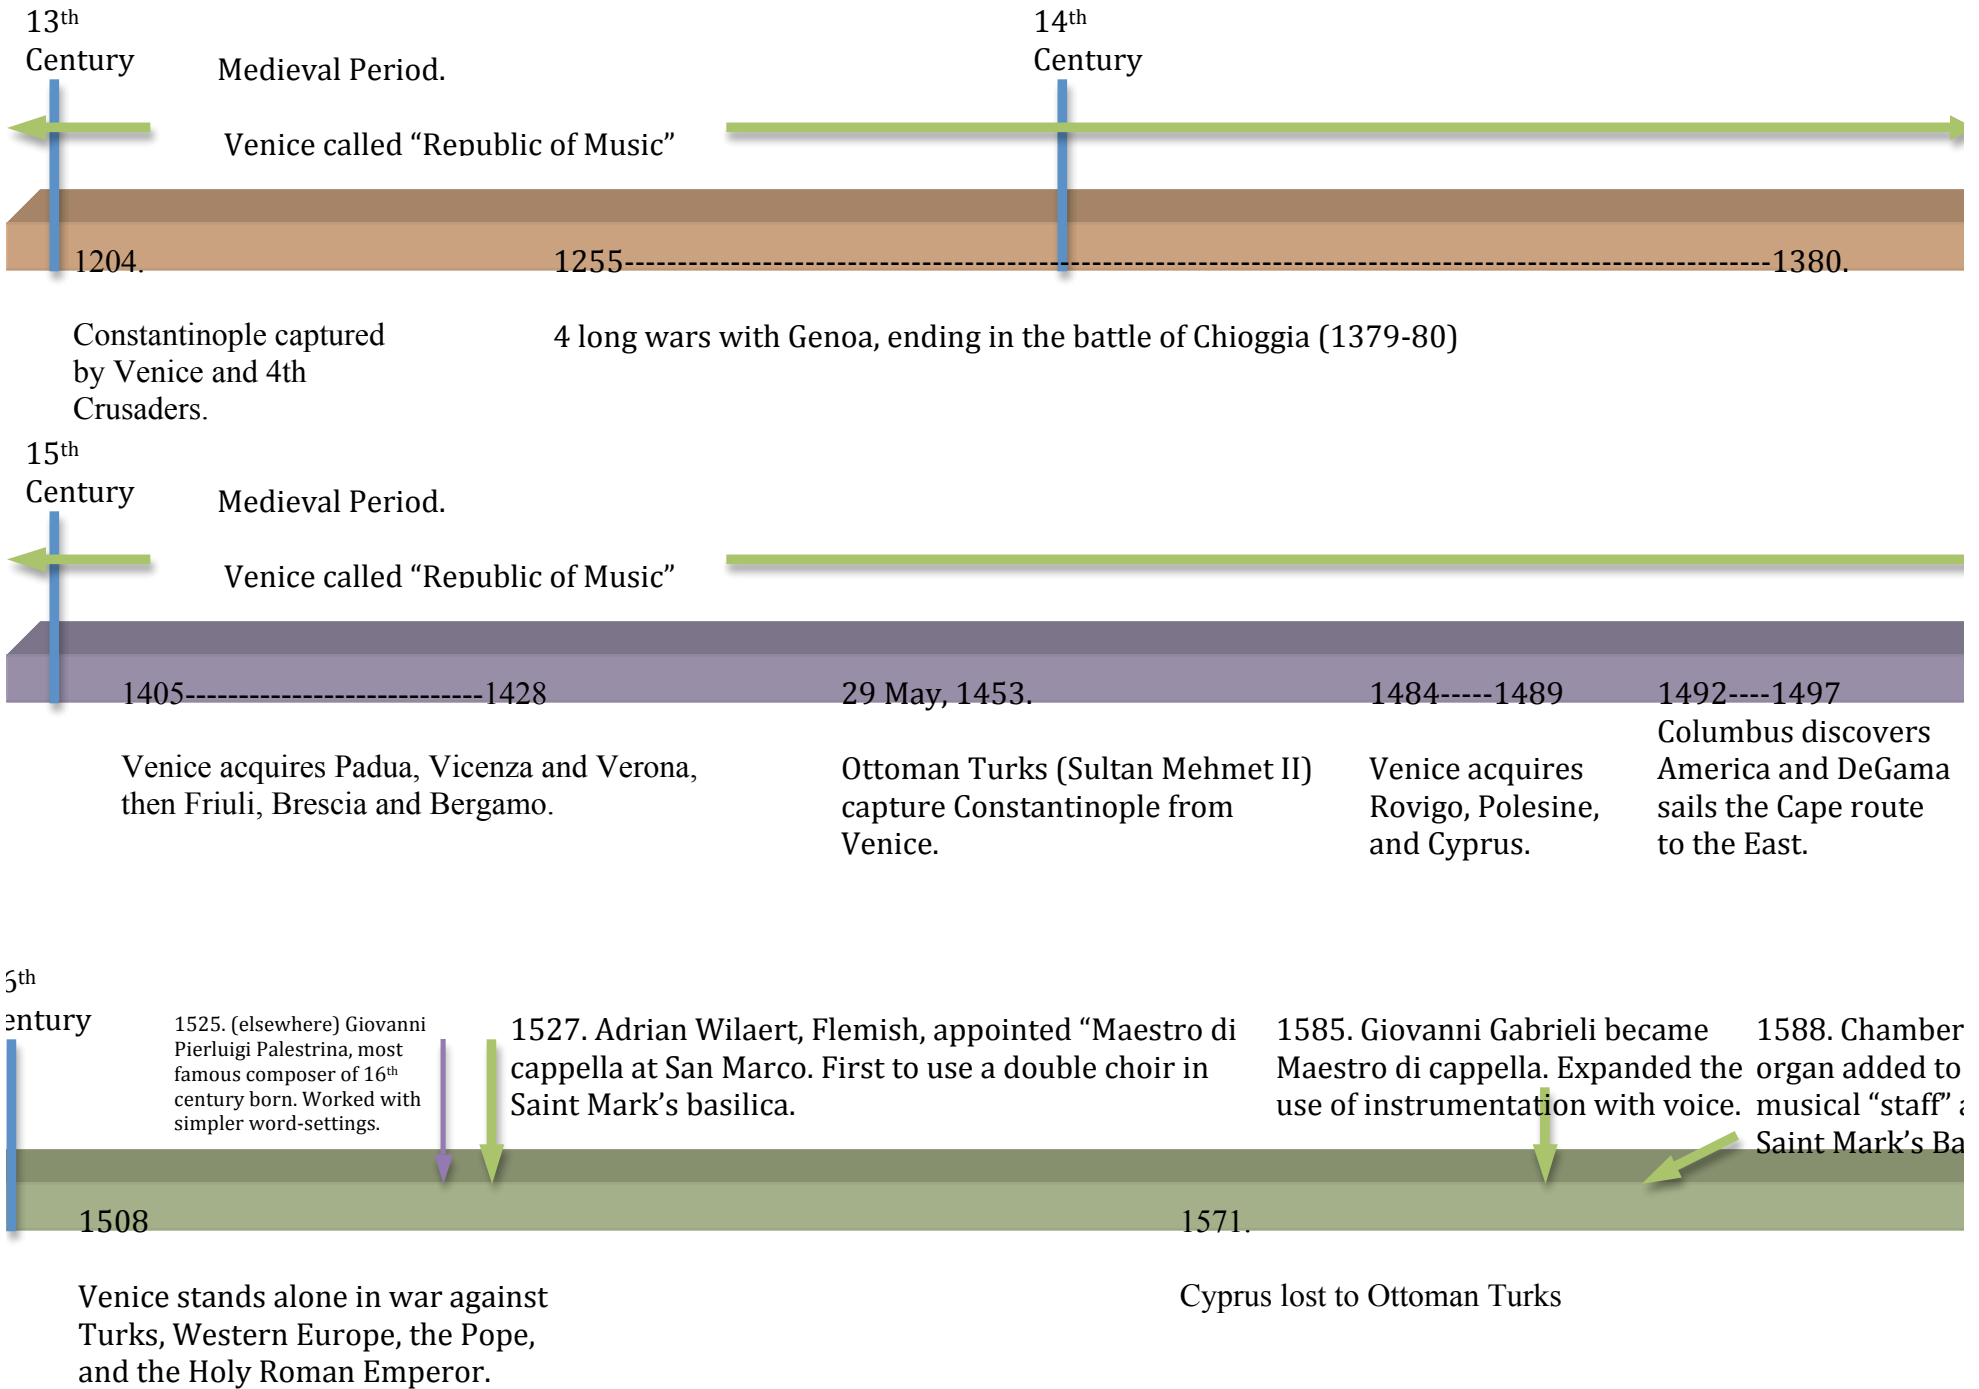 13th
Century
14th
Century
Medieval Period.
Venice called “Republic of Music”
1204.
1255-----------------------------------------------------------------------------------------------------------1380.
Constantinople captured
by Venice and 4th
Crusaders.
4 long wars with Genoa, ending in the battle of Chioggia (1379-80)
15th
Century
Medieval Period.
Venice called “Republic of Music”
1405----------------------------1428
29 May, 1453.
1484-----1489
1492----1497
Venice acquires Padua, Vicenza and Verona,
then Friuli, Brescia and Bergamo.
Ottoman Turks (Sultan Mehmet II)
capture Constantinople from
Venice.
Venice acquires
Rovigo, Polesine,
and Cyprus.
Columbus discovers
America and DeGama
sails the Cape route
to the East.
6th
entury
1525. (elsewhere) Giovanni
Pierluigi Palestrina, most
famous composer of 16th
century born. Worked with
simpler word-settings.
1527. Adrian Wilaert, Flemish, appointed “Maestro di
cappella at San Marco. First to use a double choir in
Saint Mark’s basilica.
1585. Giovanni Gabrieli became
Maestro di cappella. Expanded the
use of instrumentation with voice.
1588. Chamber
organ added to
musical “staff” a
Saint Mark’s Ba
1508
1571.
Venice stands alone in war against
Turks, Western Europe, the Pope,
and the Holy Roman Emperor.
Cyprus lost to Ottoman Turks